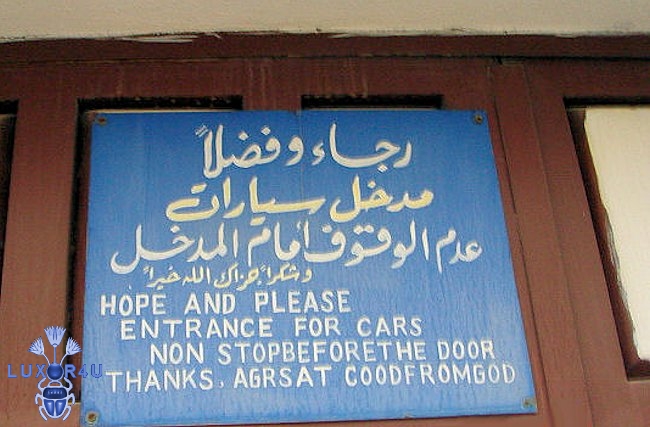 رجاء و فضلاً
مدخل سيارات
عدم الوقوف أمام المدخل
وشكراً جزاك الله خيراً
HOPE AND PLEASE
ENTRANCE FOR CARS
NON STOPBEFORETHE DOOR
THANKS, AGRSAT COODFROMGOD
LUXOR4U